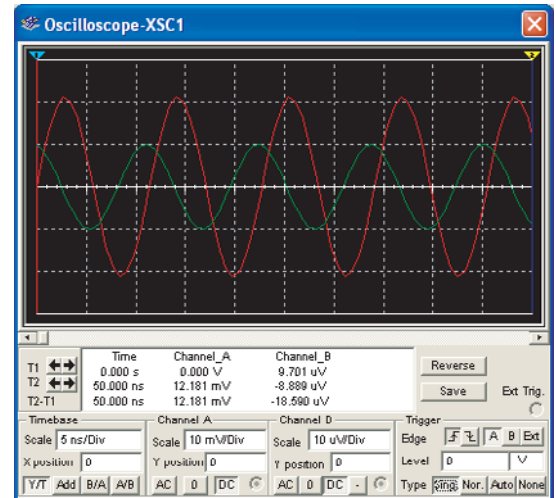 Oscilloscope-XSC1
1
2
Time Channel_A Channel_B
T1 0.000 s 0.000 V 9.701 uV
T2 50.000 ns 12.181 mV -8.889 uV
T2-T1 50.000 ns 12.181 mV -18.590 uV
Reverse
Save
Ext Trig.
Timebase Channel A Channel D Trigger
Scale 5 ns/Div Scale 10 mV/Div Scale 10 uV/Div Edge A B Ext
X position 0 Y position 0 Y position 0 Level 0 V
Y/T Add B/A A/B AC 0 DC AC 0 DC - Type Sing. Nor. Auto None